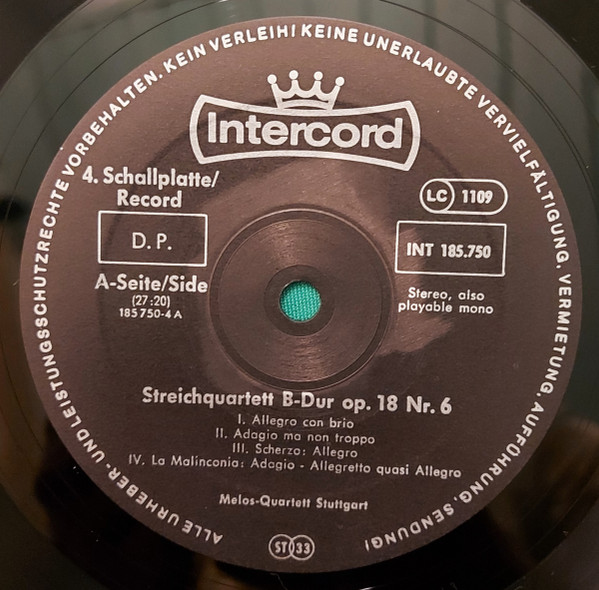 ALLE URHEBER- UND LEISTUNGSSCHUTZRECHTE VORBEHALTEN. KEIN VERLEIH! KEINE UNERLAUBTE VERVIELFÄLTIGUNG, VERMIETUNG, AUFFÜHRUNG, SENDUNG!
Intercord
4. Schallplatte/
Record
LC 1109
D.P.
INT 185.750
A-Seite/Side
(27:20)
185 750-4 A
Stereo, also
playable mono
Streichquartett B-Dur op. 18 Nr. 6
I. Allegro con brio
II. Adagio ma non troppo
III. Scherzo: Allegro
IV. La Malinconia: Adagio - Allegretto quasi Allegro
Melos-Quartett Stuttgart
ST 33